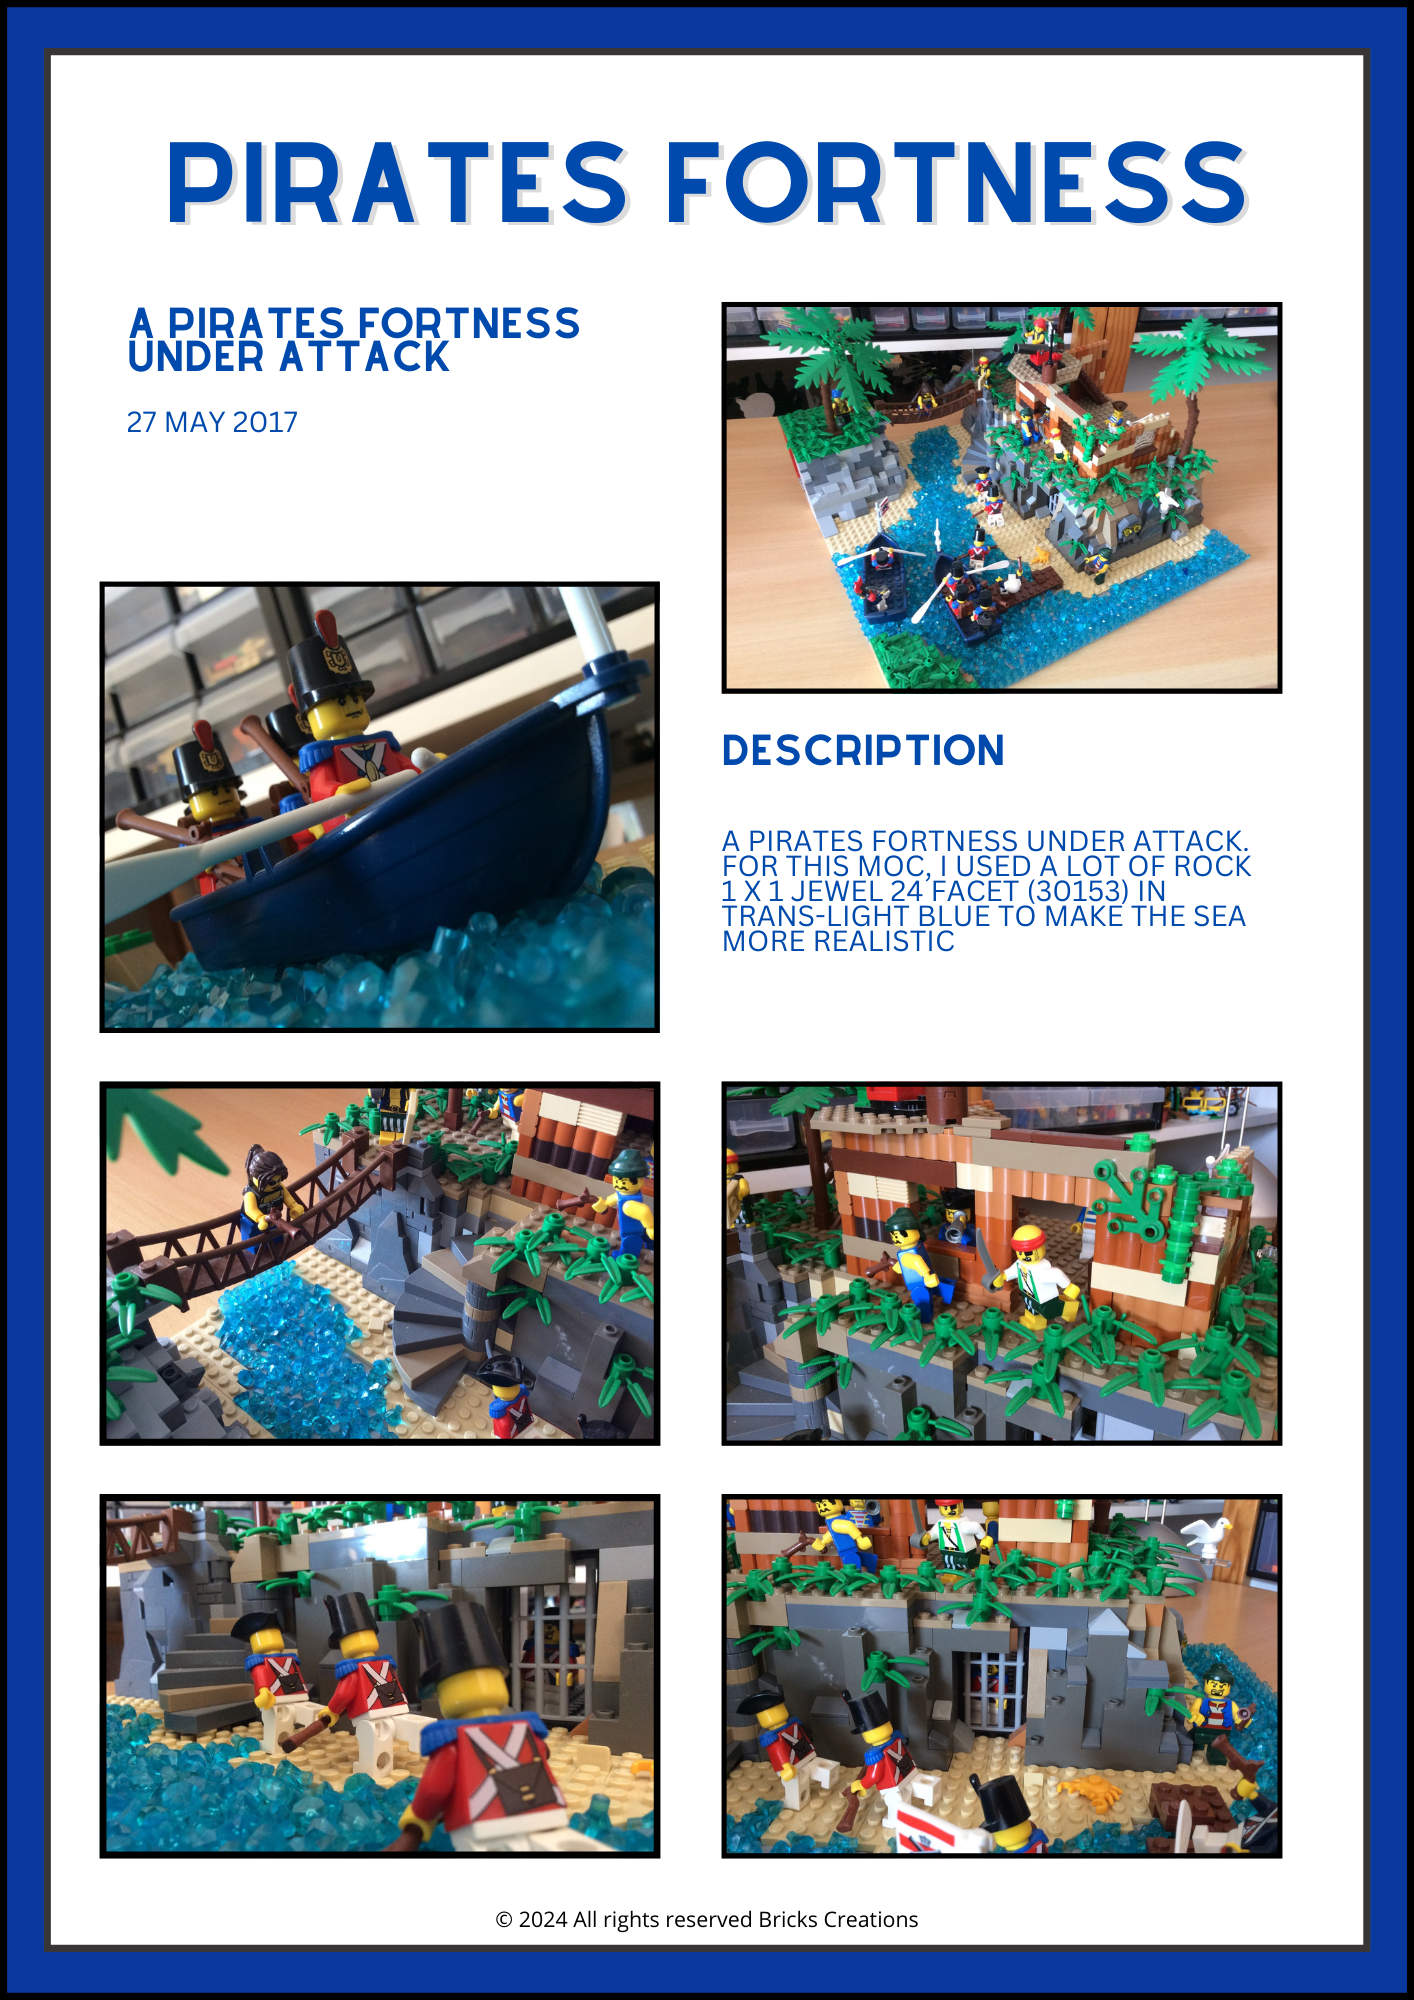 PIRATES FORTNESS
A PIRATES FORTNESS
UNDER ATTACK
27 MAY 2017
DESCRIPTION
A PIRATES FORTNESS UNDER ATTACK.
FOR THIS MOC, I USED A LOT OF ROCK
1 X 1 JEWEL 24 FACET (30153) IN
TRANS-LIGHT BLUE TO MAKE THE SEA
MORE REALISTIC
© 2024 All rights reserved Bricks Creations